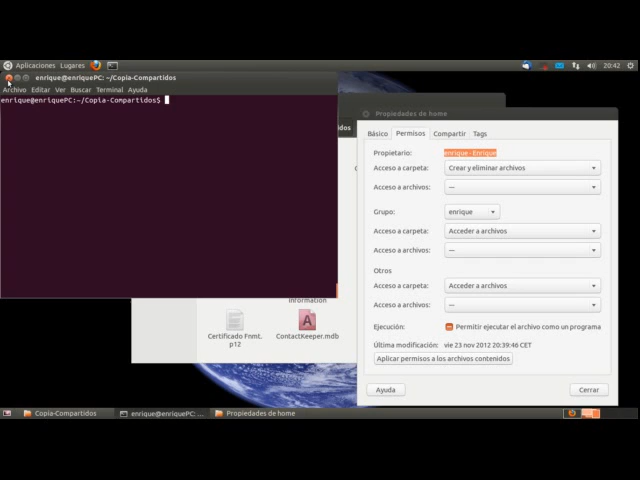 Aplicaciones Lugares 20:42
enrique@enriquePC: ~/Copia-Compartidos
Archivo Editar Ver Buscar Terminal Ayuda
enrique@enriquePC:~/Copia-Compartidos$
Propiedades de home
Básico Permisos Compartir Tags
Propietario: enrique - Enrique
Acceso a carpeta: Crear y eliminar archivos
Acceso a archivos: ---
Grupo: enrique
Acceso a carpeta: Acceder a archivos
Acceso a archivos: ---
Otros
Acceso a carpeta: Acceder a archivos
Acceso a archivos: ---
Ejecución: Permitir ejecutar el archivo como un programa
Última modificación: vie 23 nov 2012 20:39:46 CET
Aplicar permisos a los archivos contenidos
Ayuda Cerrar
Information
Certificado Fnmt.
p12
ContactKeeper.mdb
Copia-Compartidos enrique@enriquePC: ... Propiedades de home